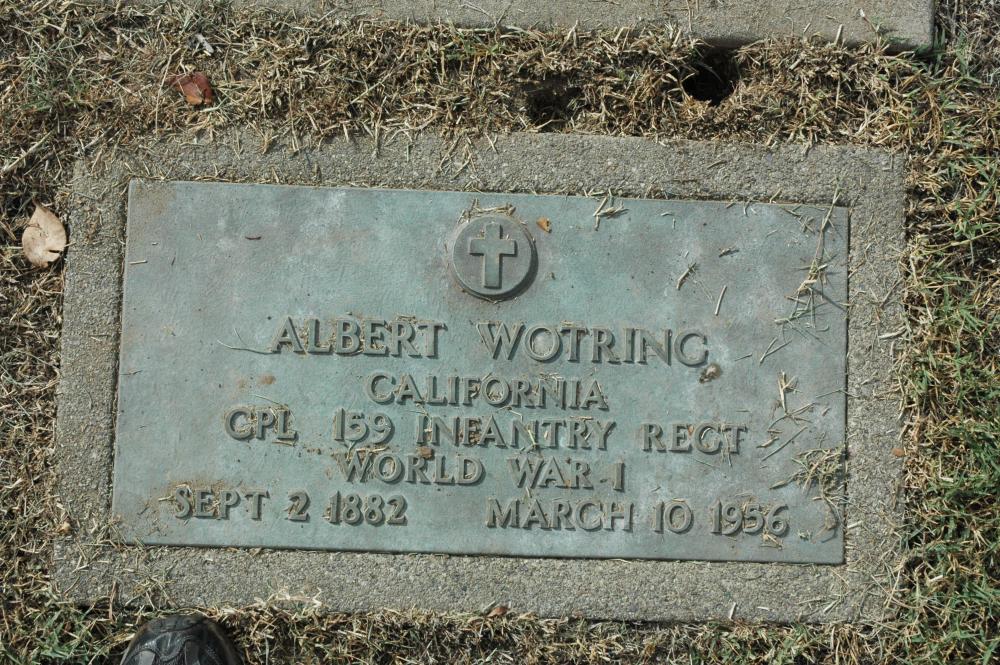 ALBERT WOTRING
CALIFORNIA
CPL 159 INFANTRY REGT
WORLD WAR I
SEPT 2 1882 MARCH 10 1956